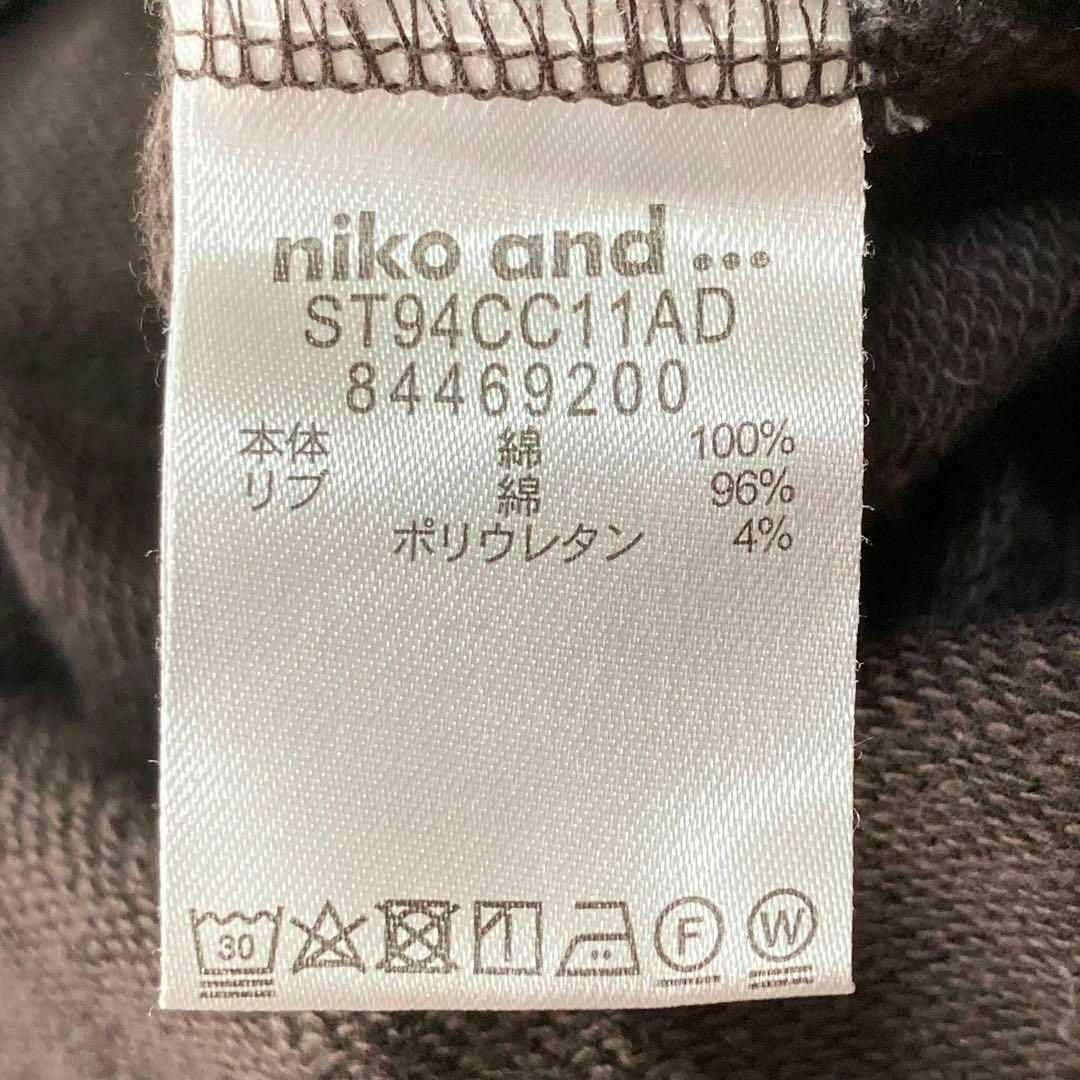 niko and ...
ST94CC11AD
84469200
本体 綿 100%
リブ 綿 96%
ポリウレタン 4%
30 F W